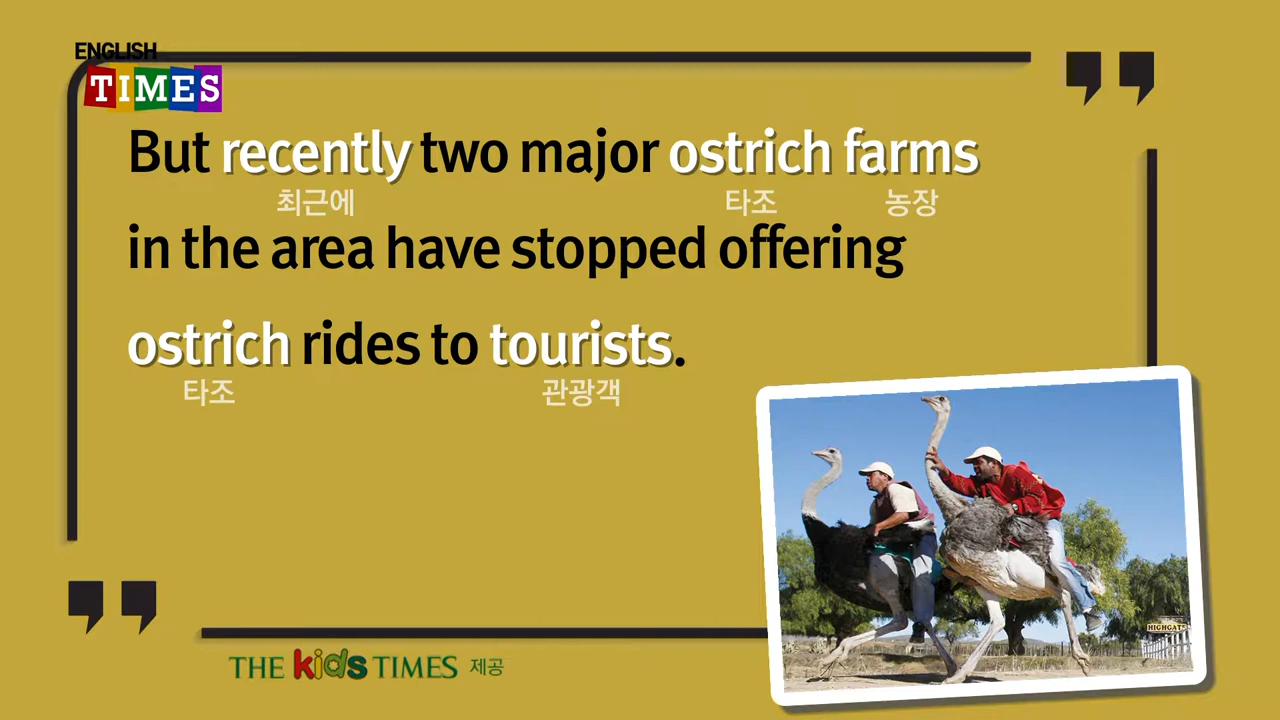 ENGLISH
TIMES
But recently two major ostrich farms
최근에 타조 농장
in the area have stopped offering
ostrich rides to tourists.
타조 관광객
HIGHGATE
THE kids TIMES 제공